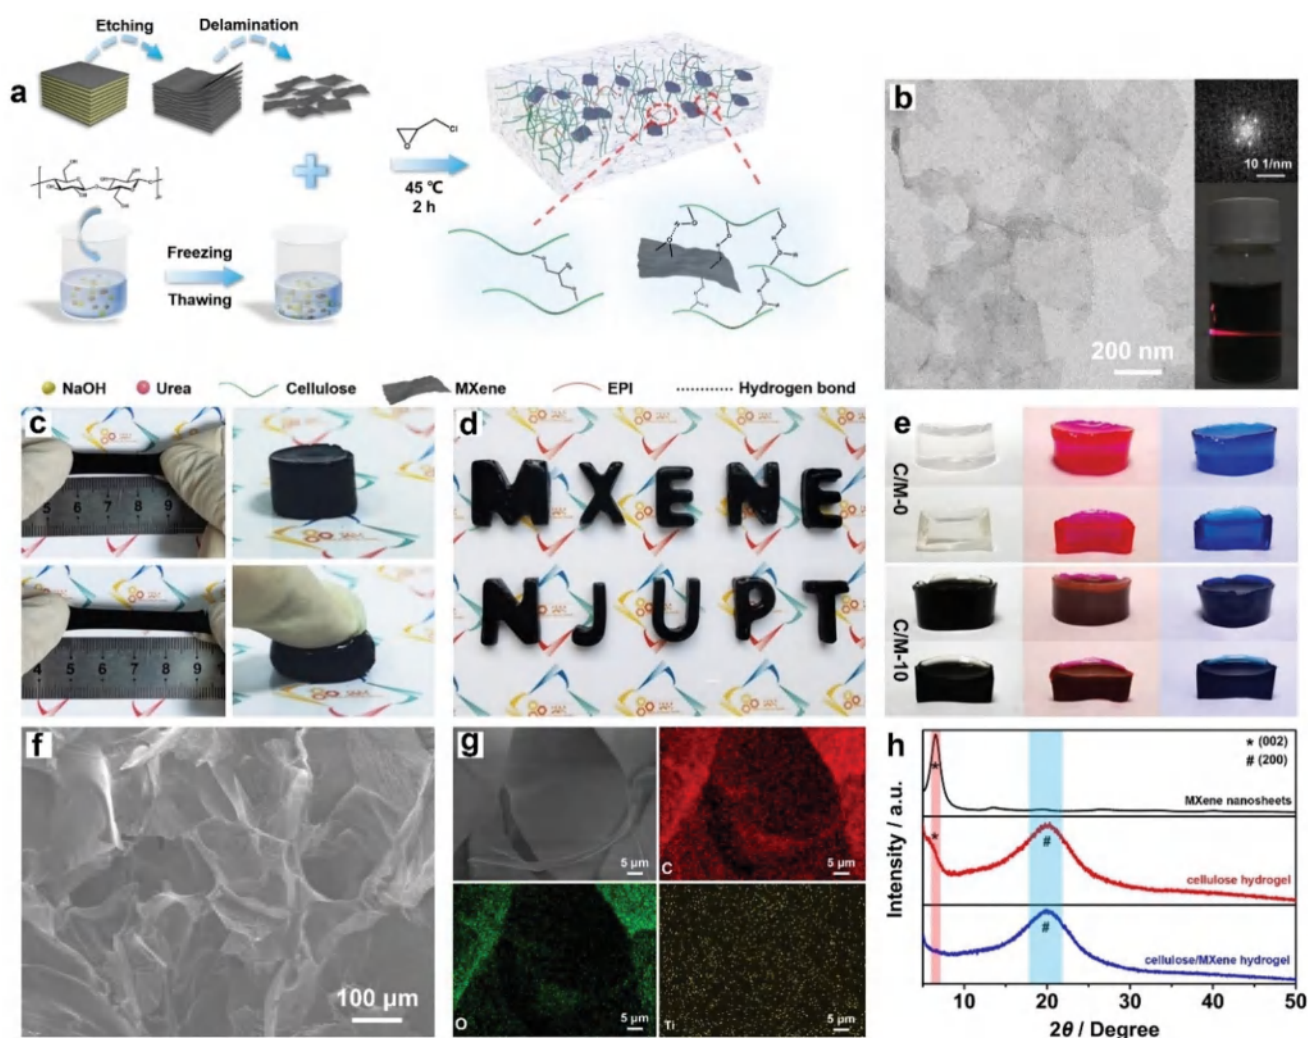 Etching
Delamination
a
Cl
O
45 ℃
2 h
Freezing
Thawing
NaOH
Urea
Cellulose
MXene
EPI
Hydrogen bond
b
10 1/nm
200 nm
c
5 6 7 8 9
4 5 6 7 8 9
d
MXENE
NJUPT
e
C/M-0
C/M-10
f
100 μm
g
5 μm
C
5 μm
O
5 μm
Ti
5 μm
h
* (002)
# (200)
*
MXene nanosheets
*
#
cellulose hydrogel
#
cellulose/MXene hydrogel
Intensity / a.u.
10 20 30 40 50
2θ / Degree